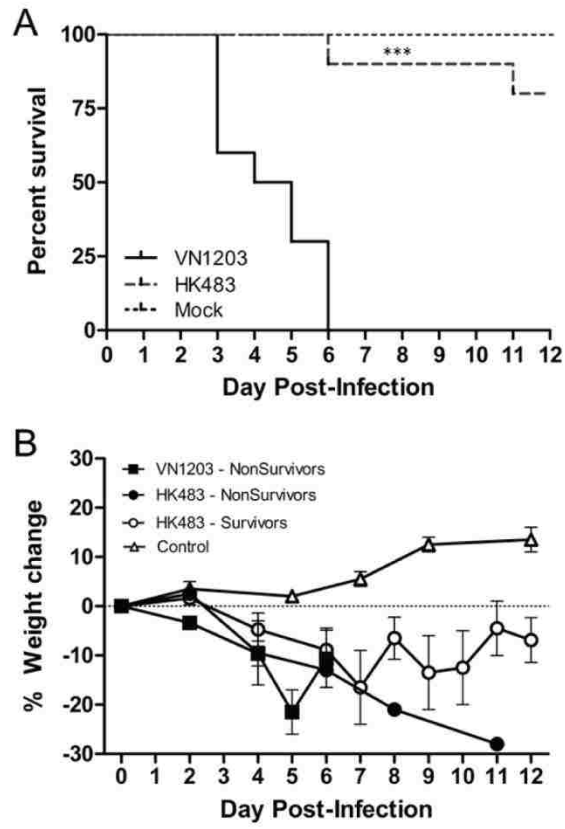 A
100
***
75
50
25
0
Percent survival
VN1203
HK483
Mock
0 1 2 3 4 5 6 7 8 9 10 11 12
Day Post-Infection
B
30
20
10
0
-10
-20
-30
% Weight change
VN1203 - NonSurvivors
HK483 - NonSurvivors
HK483 - Survivors
Control
0 1 2 3 4 5 6 7 8 9 10 11 12
Day Post-Infection